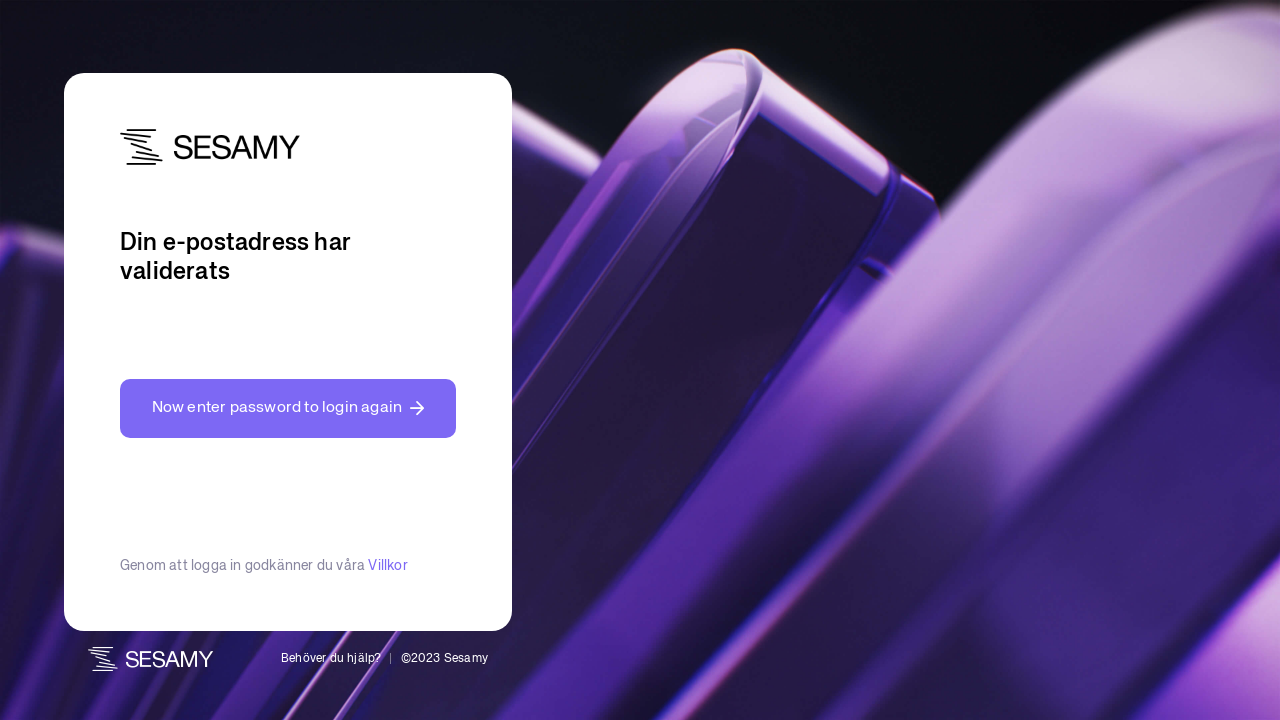 SESAMY
Din e-postadress har
validerats
Now enter password to login again
Genom att logga in godkänner du våra Villkor
SESAMY
Behöver du hjälp? | ©2023 Sesamy